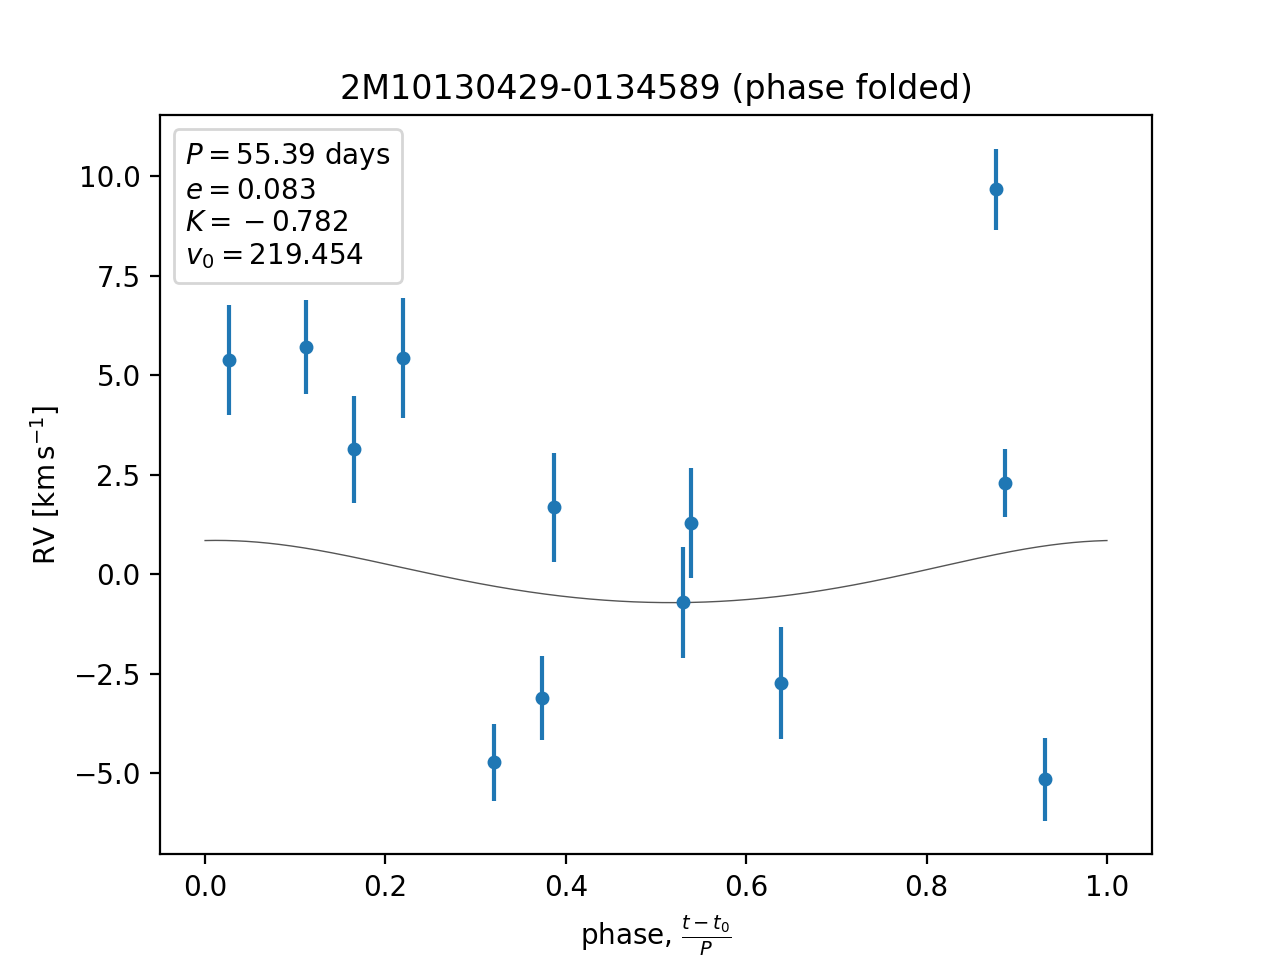 2M10130429-0134589 (phase folded)
P = 55.39 days
e = 0.083
K = −0.782
v₀ = 219.454
10.0
7.5
5.0
2.5
0.0
−2.5
−5.0
RV [km s⁻¹]
0.0 0.2 0.4 0.6 0.8 1.0
phase, (t − t₀)/P